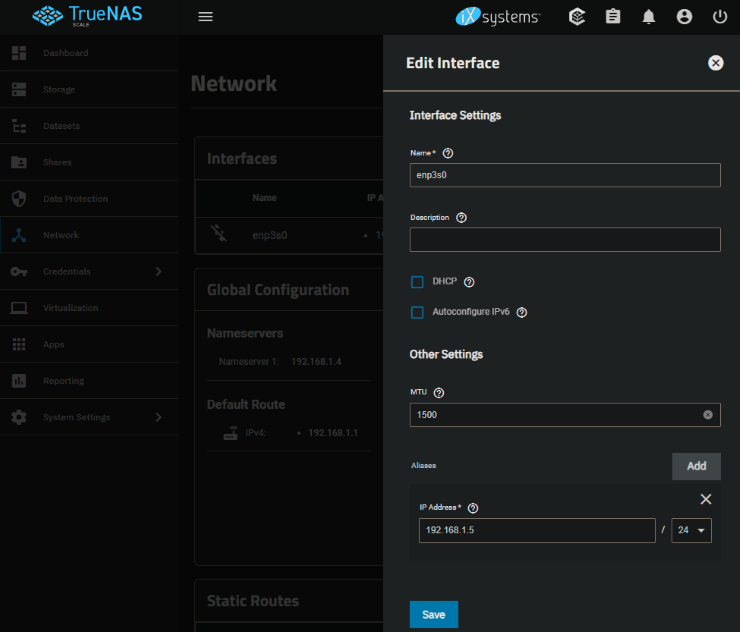 TrueNAS
SCALE
iX systems
Dashboard
Storage
Datasets
Shares
Data Protection
Network
Credentials
Virtualization
Apps
Reporting
System Settings
Network
Interfaces
Name
IP A
enp3s0
• 19
Global Configuration
Nameservers
Nameserver 1: 192.168.1.4
Default Route
IPv4: • 192.168.1.1
Static Routes
Edit Interface
Interface Settings
Name *
enp3s0
Description
DHCP
Autoconfigure IPv6
Other Settings
MTU
1500
Aliases
Add
IP Address *
192.168.1.5 / 24
Save